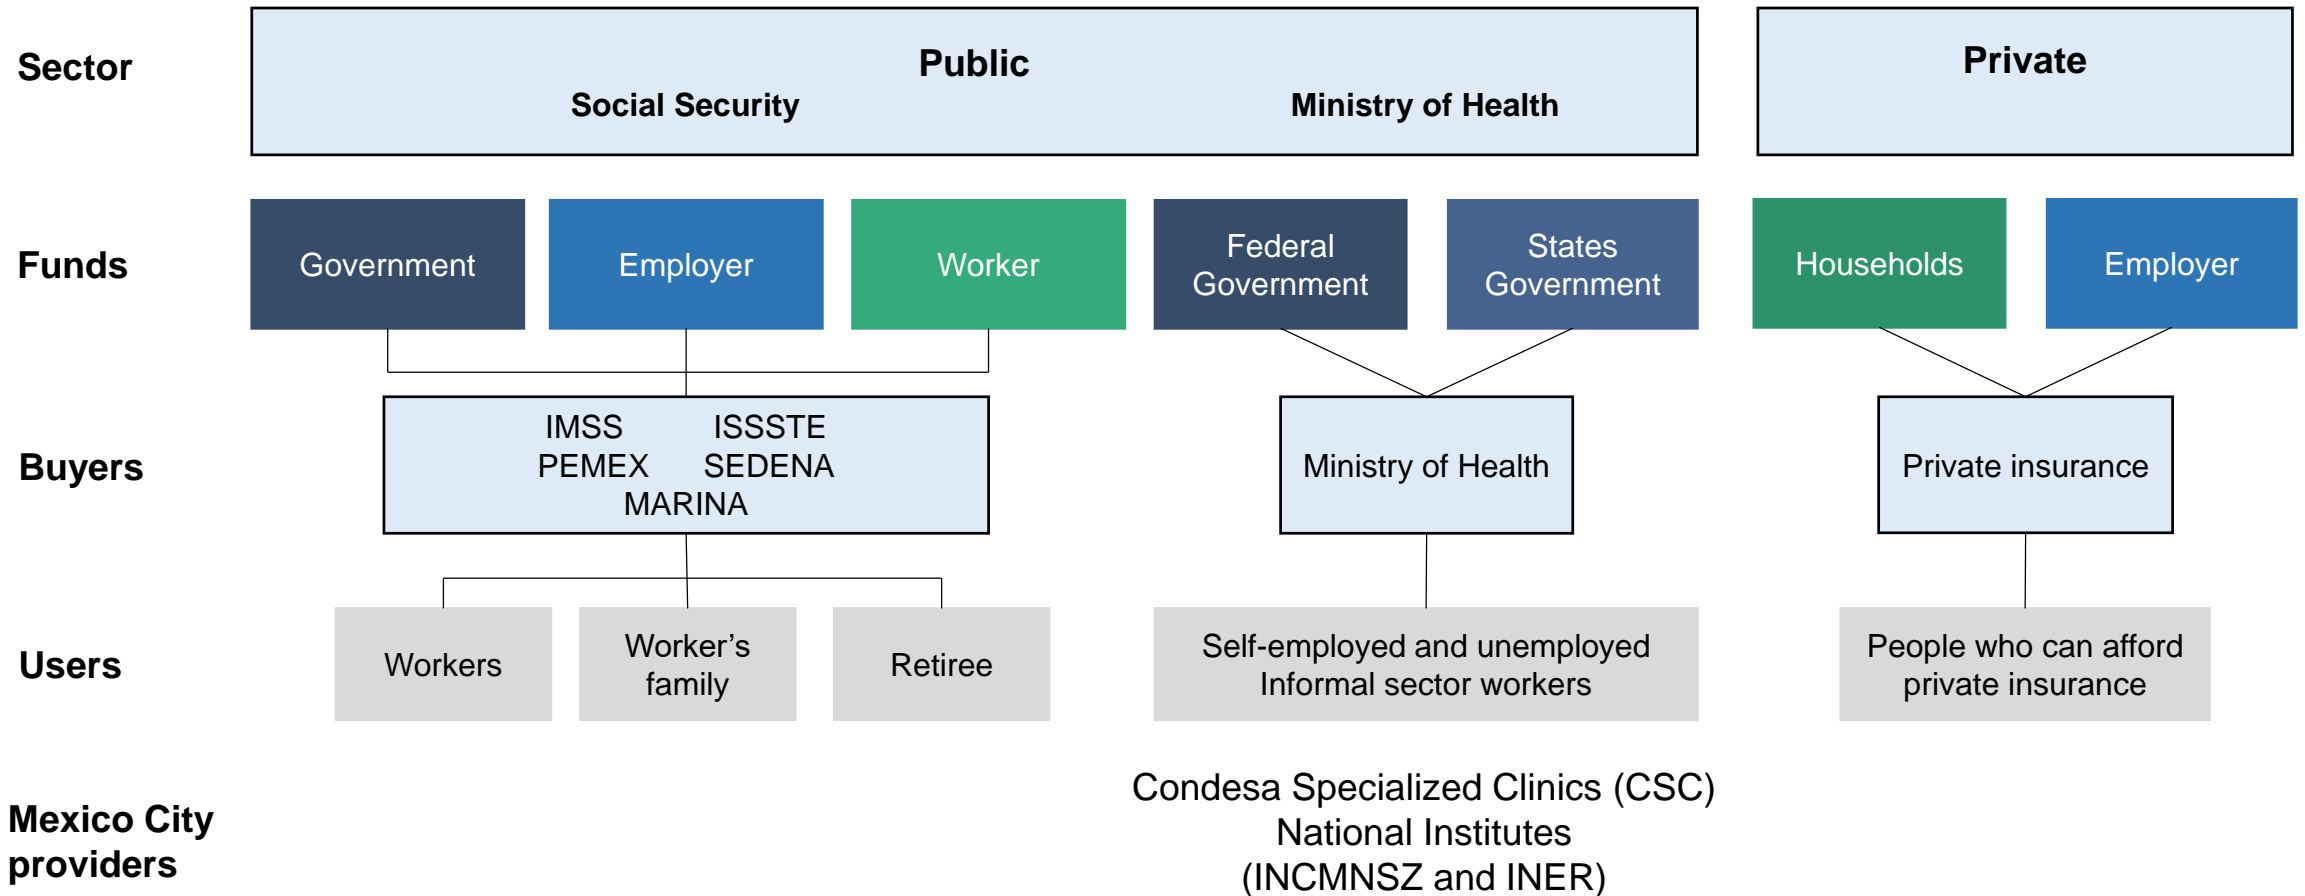 Sector
Public
Social Security
Ministry of Health
Private
Funds
Government
Employer
Worker
Federal
Government
States
Government
Households
Employer
Buyers
IMSS ISSSTE
PEMEX SEDENA
MARINA
Ministry of Health
Private insurance
Users
Workers
Worker’s
family
Retiree
Self-employed and unemployed
Informal sector workers
People who can afford
private insurance
Mexico City
providers
Condesa Specialized Clinics (CSC)
National Institutes
(INCMNSZ and INER)